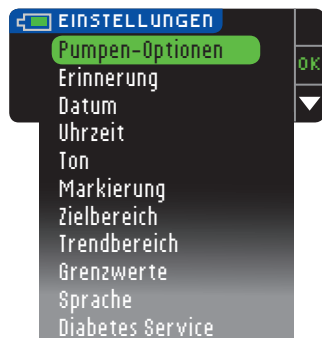 EINSTELLUNGEN
Pumpen-Optionen
OK
Erinnerung
Datum
Uhrzeit
Ton
Markierung
Zielbereich
Trendbereich
Grenzwerte
Sprache
Diabetes Service